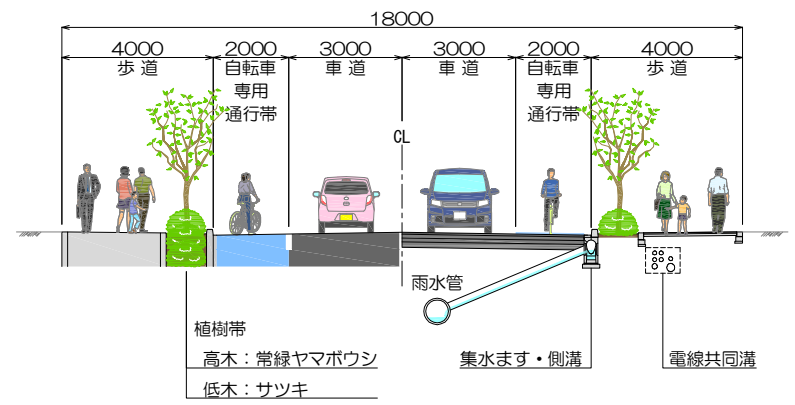 18000
4000 2000 3000 3000 2000 4000
歩道 自転車 車道 車道 自転車 歩道
専用 専用
通行帯 通行帯
CL
雨水管
植樹帯
高木：常緑ヤマボウシ 集水ます・側溝 電線共同溝
低木：サツキ